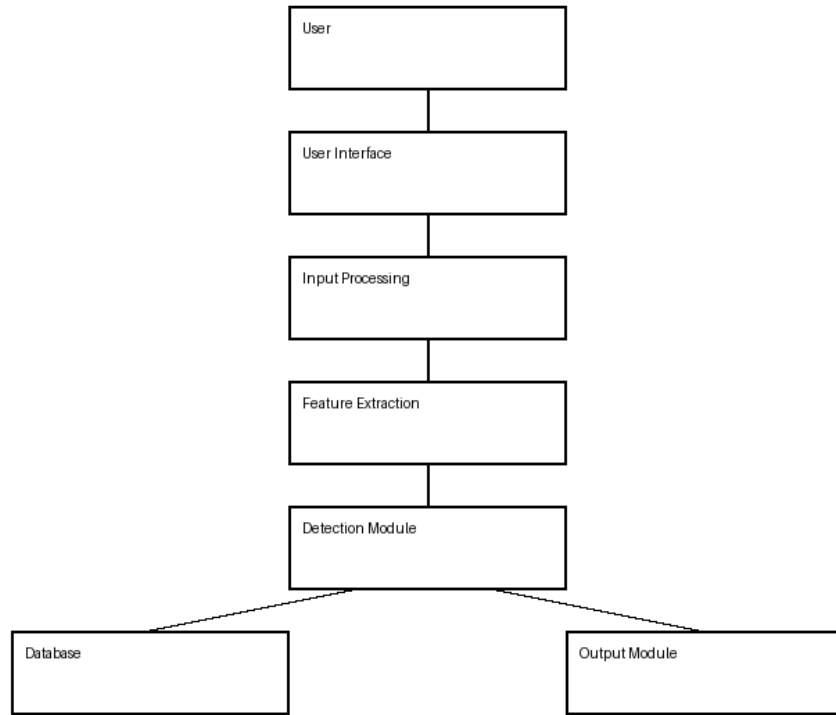 User
User Interface
Input Processing
Feature Extraction
Detection Module
Database
Output Module